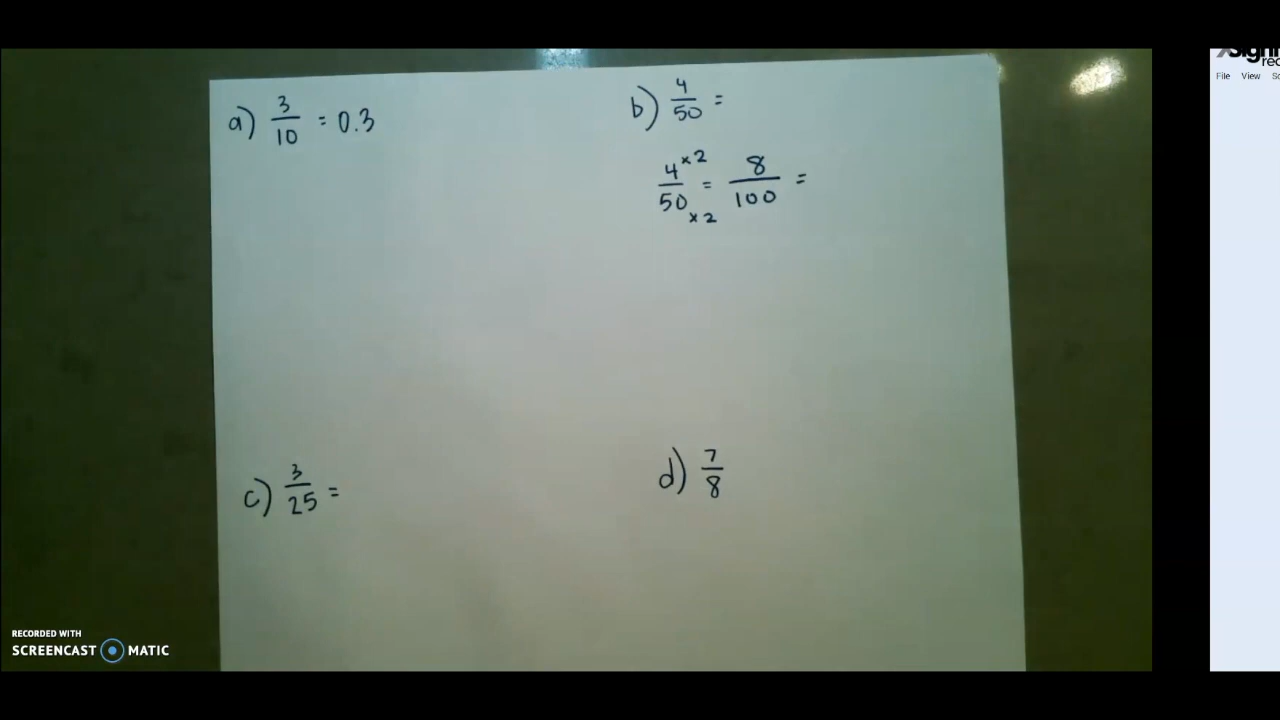 a) 3/10 = 0.3
b) 4/50 =
4 ×2 / 50 ×2 = 8/100 =
c) 3/25 =
d) 7/8
RECORDED WITH
SCREENCAST MATIC
File View